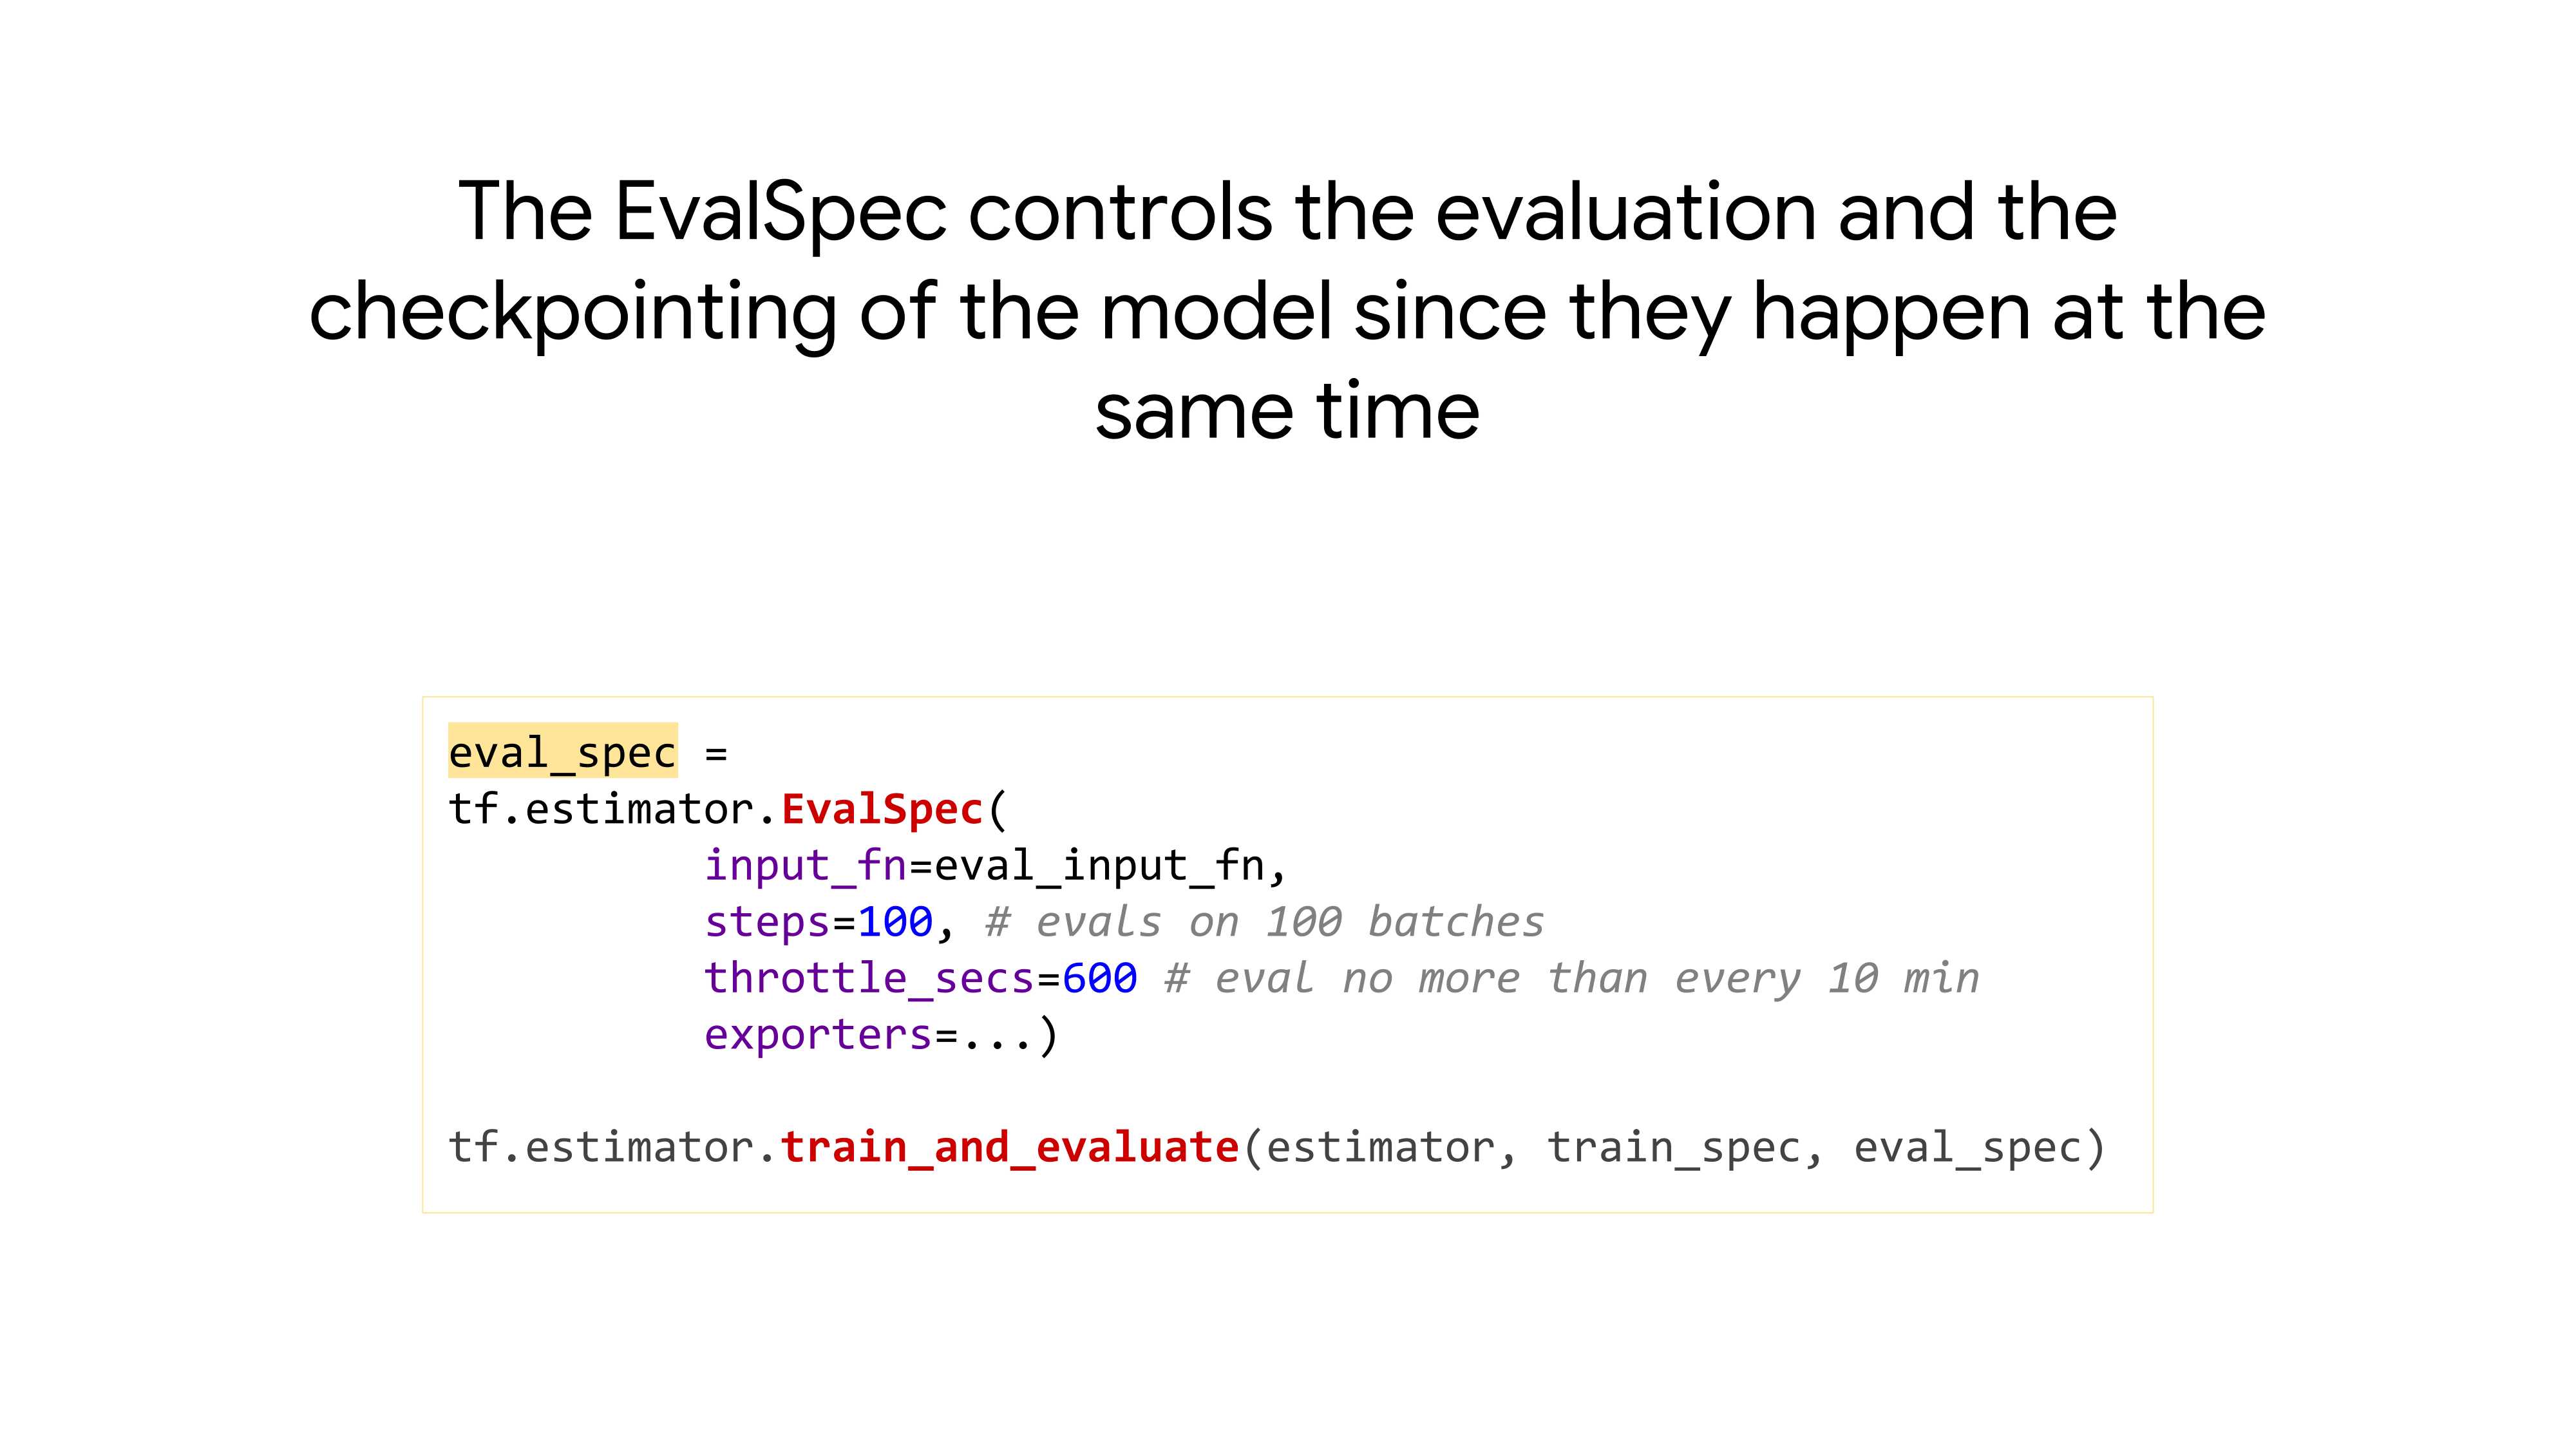 The EvalSpec controls the evaluation and the
checkpointing of the model since they happen at the
same time
eval_spec =
tf.estimator.EvalSpec(
input_fn=eval_input_fn,
steps=100, # evals on 100 batches
throttle_secs=600 # eval no more than every 10 min
exporters=...)
tf.estimator.train_and_evaluate(estimator, train_spec, eval_spec)